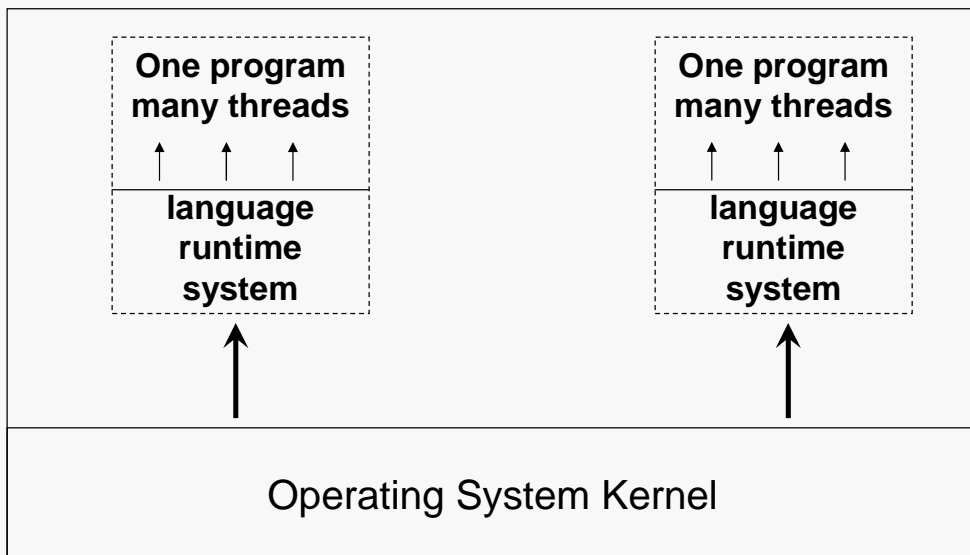 One program
many threads
language
runtime
system
One program
many threads
language
runtime
system
Operating System Kernel